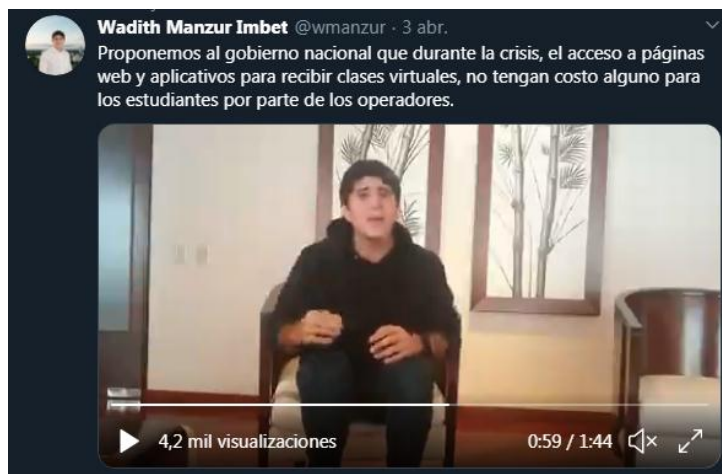 Wadith Manzur Imbet @wmanzur · 3 abr.
Proponemos al gobierno nacional que durante la crisis, el acceso a páginas
web y aplicativos para recibir clases virtuales, no tengan costo alguno para
los estudiantes por parte de los operadores.
4,2 mil visualizaciones 0:59 / 1:44